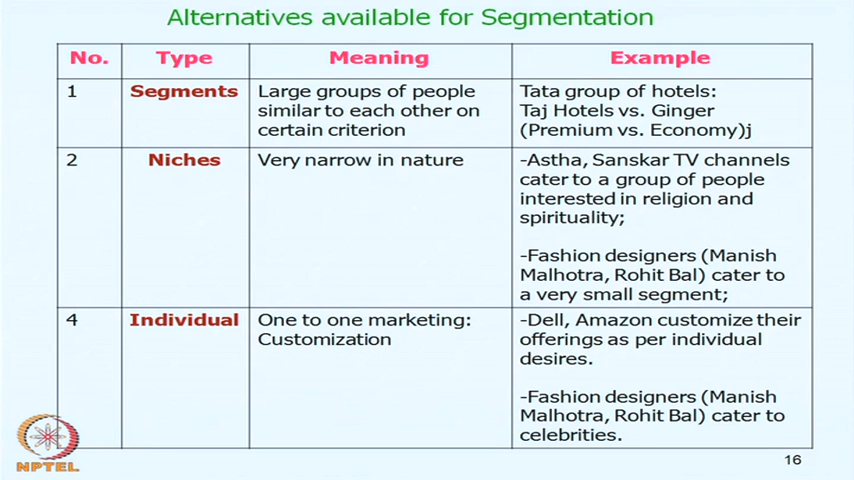 Alternatives available for Segmentation
No. Type Meaning Example
1 Segments Large groups of people similar to each other on certain criterion Tata group of hotels: Taj Hotels vs. Ginger (Premium vs. Economy)j
2 Niches Very narrow in nature -Astha, Sanskar TV channels cater to a group of people interested in religion and spirituality;
-Fashion designers (Manish Malhotra, Rohit Bal) cater to a very small segment;
4 Individual One to one marketing: Customization -Dell, Amazon customize their offerings as per individual desires.
-Fashion designers (Manish Malhotra, Rohit Bal) cater to celebrities.
NPTEL
16